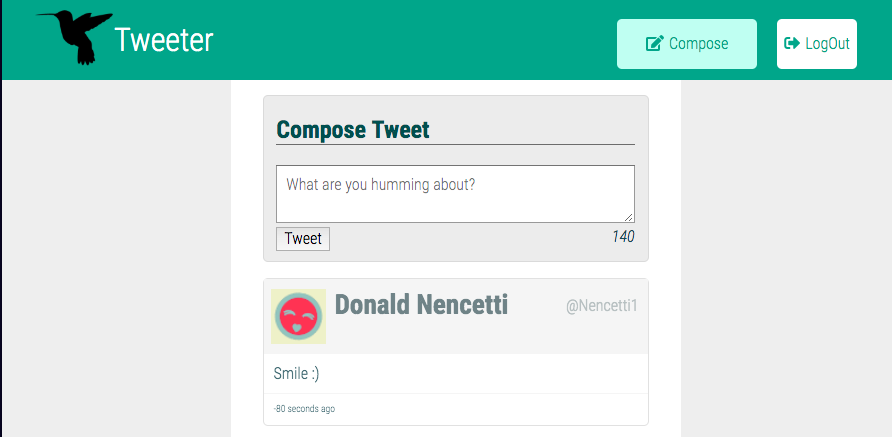 Tweeter
Compose
LogOut
Compose Tweet
What are you humming about?
Tweet
140
Donald Nencetti
@Nencetti1
Smile :)
-80 seconds ago